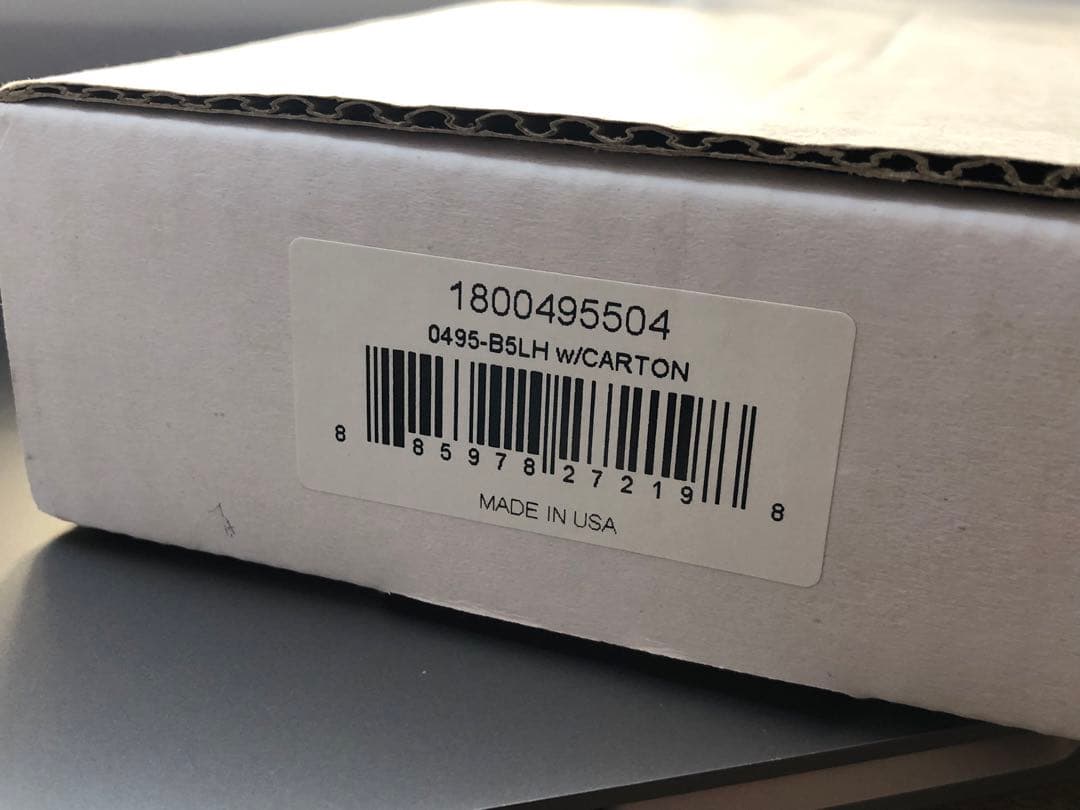 1800495504
0495-B5LH w/CARTON
8 85978 27219 8
MADE IN USA